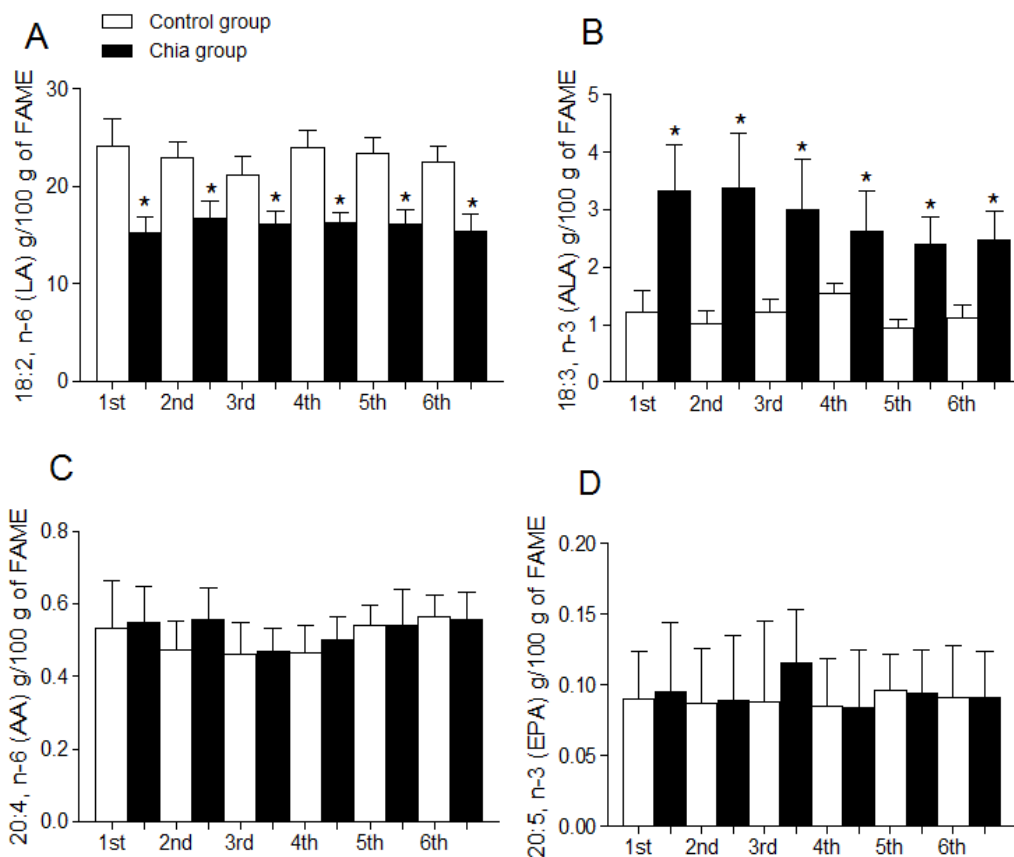 A
Control group
Chia group
18:2, n-6 (LA) g/100 g of FAME
30
20
10
0
* * * * * *
1st 2nd 3rd 4th 5th 6th
B
18:3, n-3 (ALA) g/100 g of FAME
5
4
3
2
1
0
* * * * * *
1st 2nd 3rd 4th 5th 6th
C
20:4, n-6 (AA) g/100 g of FAME
0.8
0.6
0.4
0.2
0.0
1st 2nd 3rd 4th 5th 6th
D
20:5, n-3 (EPA) g/100 g of FAME
0.20
0.15
0.10
0.05
0.00
1st 2nd 3rd 4th 5th 6th